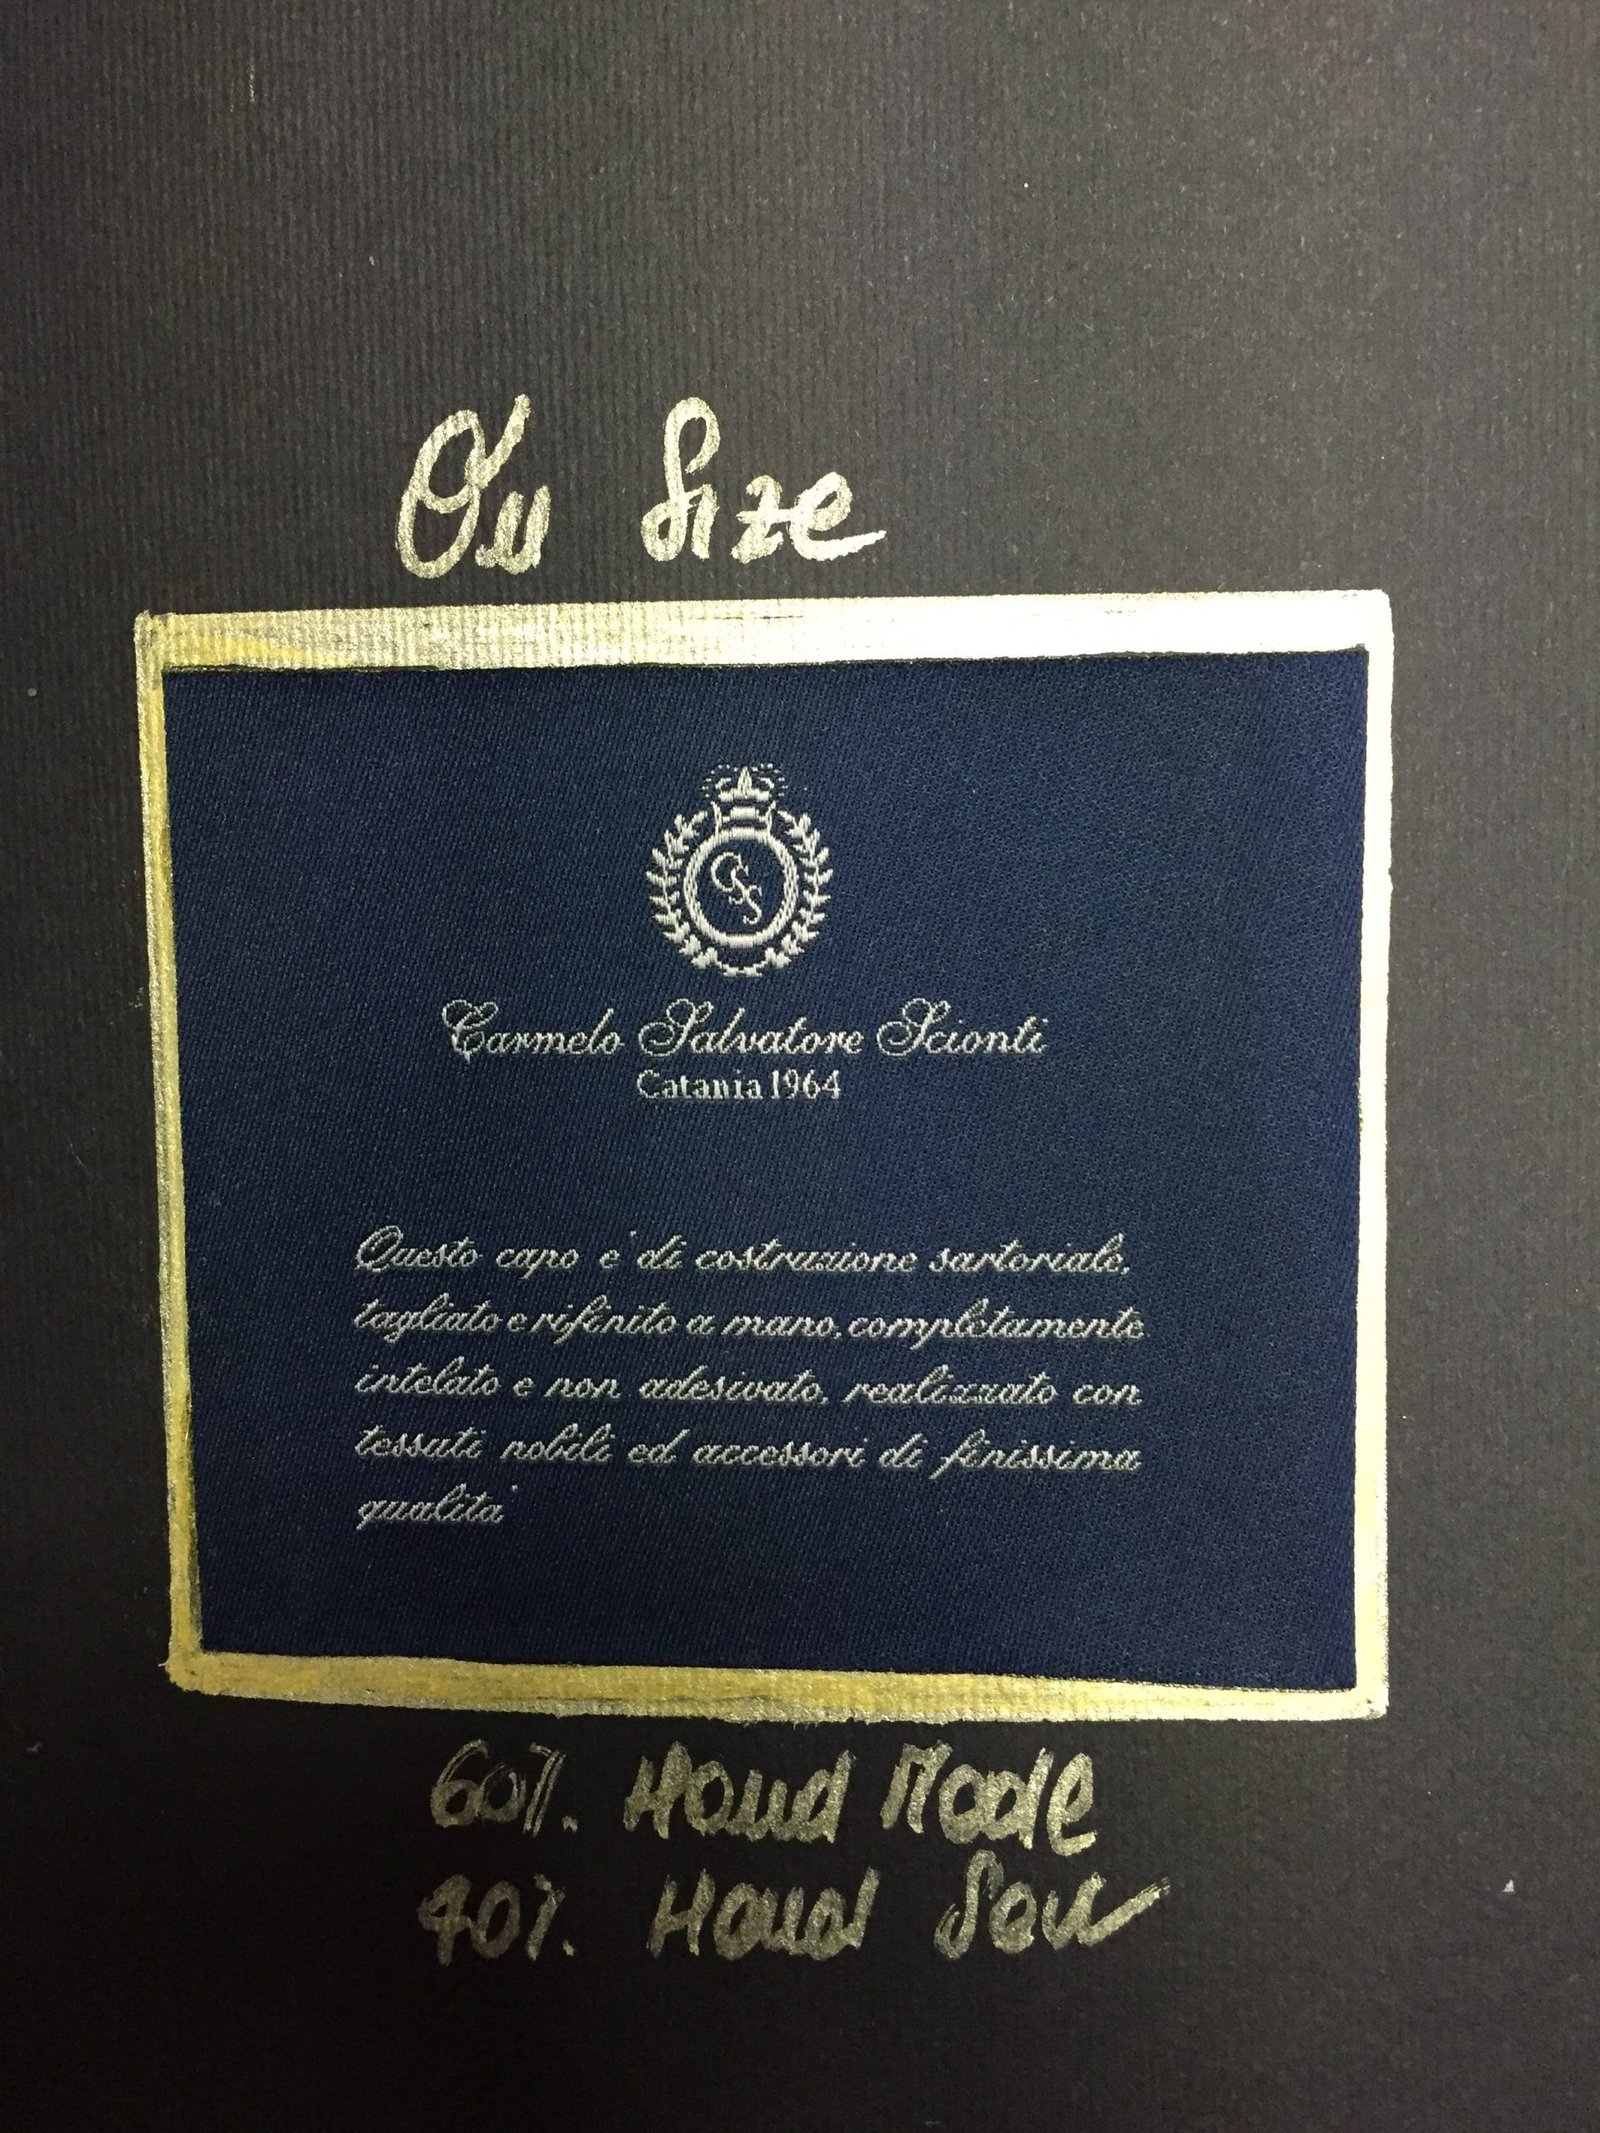 On Size
CSS
Carmelo Salvatore Scionti
Catania 1964
Questo capo e' di costruzione sartoriale,
tagliato e rifinito a mano, completamente
intelato e non adesivato, realizzato con
tessuti nobili ed accessori di finissima
qualita'
60%. Hand Made
40%. Hand Sew